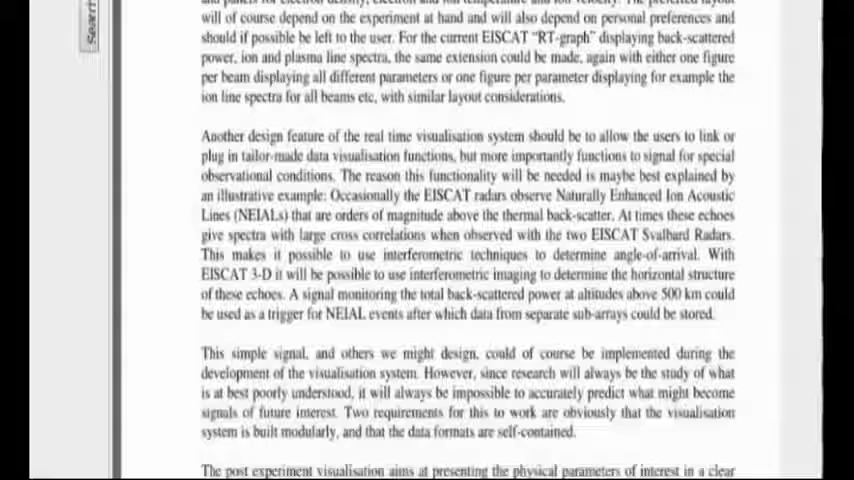 Search
and panels for electron density, electron and ion temperature and ion velocity. The preferred layout
will of course depend on the experiment at hand and will also depend on personal preferences and
should if possible be left to the user. For the current EISCAT “RT-graph” displaying back-scattered
power, ion and plasma line spectra, the same extension could be made, again with either one figure
per beam displaying all different parameters or one figure per parameter displaying for example the
ion line spectra for all beams etc, with similar layout considerations.
Another design feature of the real time visualisation system should be to allow the users to link or
plug in tailor-made data visualisation functions, but more importantly functions to signal for special
observational conditions. The reason this functionality will be needed is maybe best explained by
an illustrative example: Occasionally the EISCAT radars observe Naturally Enhanced Ion Acoustic
Lines (NEIALs) that are orders of magnitude above the thermal back-scatter. At times these echoes
give spectra with large cross correlations when observed with the two EISCAT Svalbard Radars.
This makes it possible to use interferometric techniques to determine angle-of-arrival. With
EISCAT 3-D it will be possible to use interferometric imaging to determine the horizontal structure
of these echoes. A signal monitoring the total back-scattered power at altitudes above 500 km could
be used as a trigger for NEIAL events after which data from separate sub-arrays could be stored.
This simple signal, and others we might design, could of course be implemented during the
development of the visualisation system. However, since research will always be the study of what
is at best poorly understood, it will always be impossible to accurately predict what might become
signals of future interest. Two requirements for this to work are obviously that the visualisation
system is built modularly, and that the data formats are self-contained.
The post experiment visualisation aims at presenting the physical parameters of interest in a clear